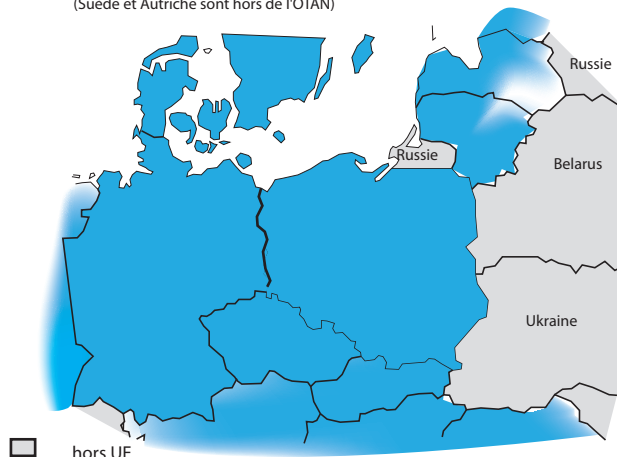 (Suède et Autriche sont hors de l'OTAN)
Russie
Russie
Belarus
Ukraine
hors UE